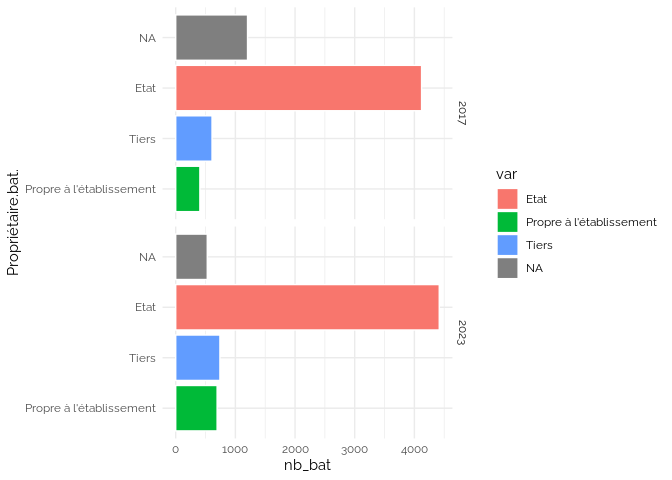 Propriétaire.bat.
NA
Etat
Tiers
Propre à l'établissement
2017
NA
Etat
Tiers
Propre à l'établissement
2023
0 1000 2000 3000 4000
nb_bat
var
Etat
Propre à l'établissement
Tiers
NA